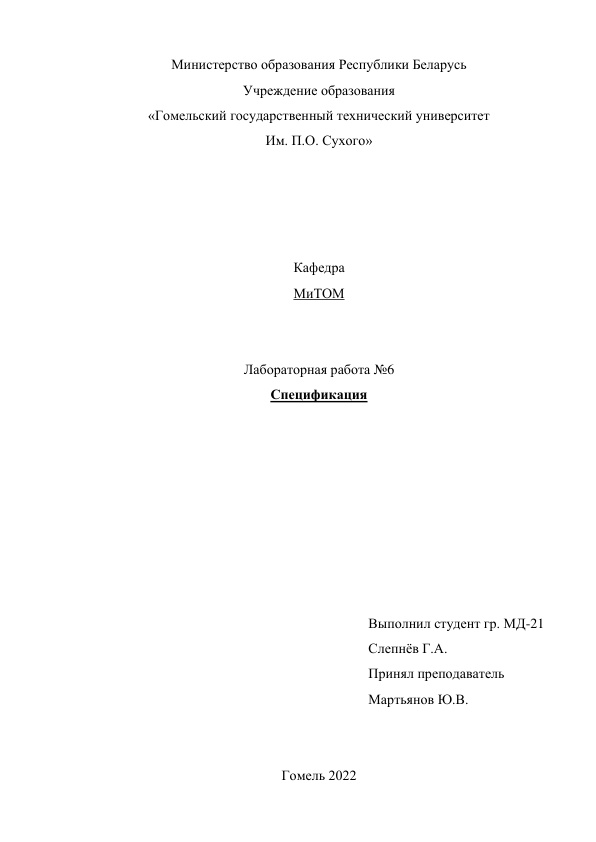 Министерство образования Республики Беларусь
Учреждение образования
«Гомельский государственный технический университет
Им. П.О. Сухого»
Кафедра
МиТОМ
Лабораторная работа №6
Спецификация
Выполнил студент гр. МД-21
Слепнёв Г.А.
Принял преподаватель
Мартьянов Ю.В.
Гомель 2022